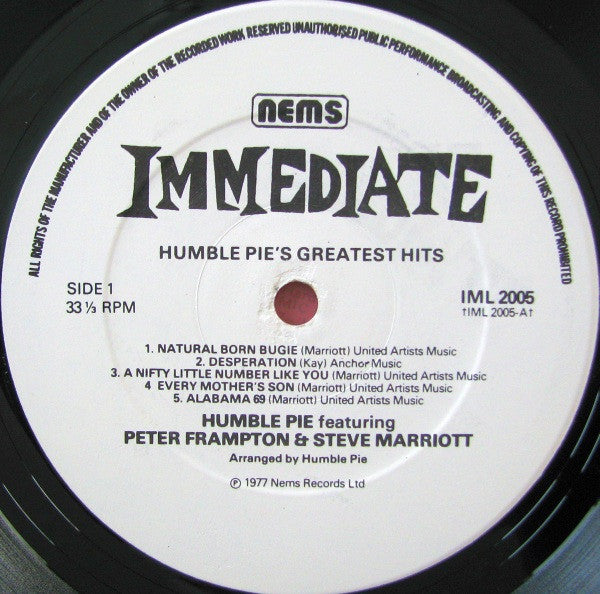 ALL RIGHTS OF THE MANUFACTURER AND OF THE OWNER OF THE RECORDED WORK RESERVED UNAUTHORISED PUBLIC PERFORMANCE BROADCASTING AND COPYING OF THIS RECORD PROHIBITED
nems
IMMEDIATE
HUMBLE PIE'S GREATEST HITS
SIDE 1
33 ⅓ RPM
IML 2005
†IML 2005-A†
1. NATURAL BORN BUGIE (Marriott) United Artists Music
2. DESPERATION (Kay) Anchor Music
3. A NIFTY LITTLE NUMBER LIKE YOU (Marriott) United Artists Music
4 EVERY MOTHER'S SON (Marriott) United Artists Music
5. ALABAMA 69 (Marriott) United Artists Music
HUMBLE PIE featuring
PETER FRAMPTON & STEVE MARRIOTT
Arranged by Humble Pie
℗ 1977 Nems Records Ltd